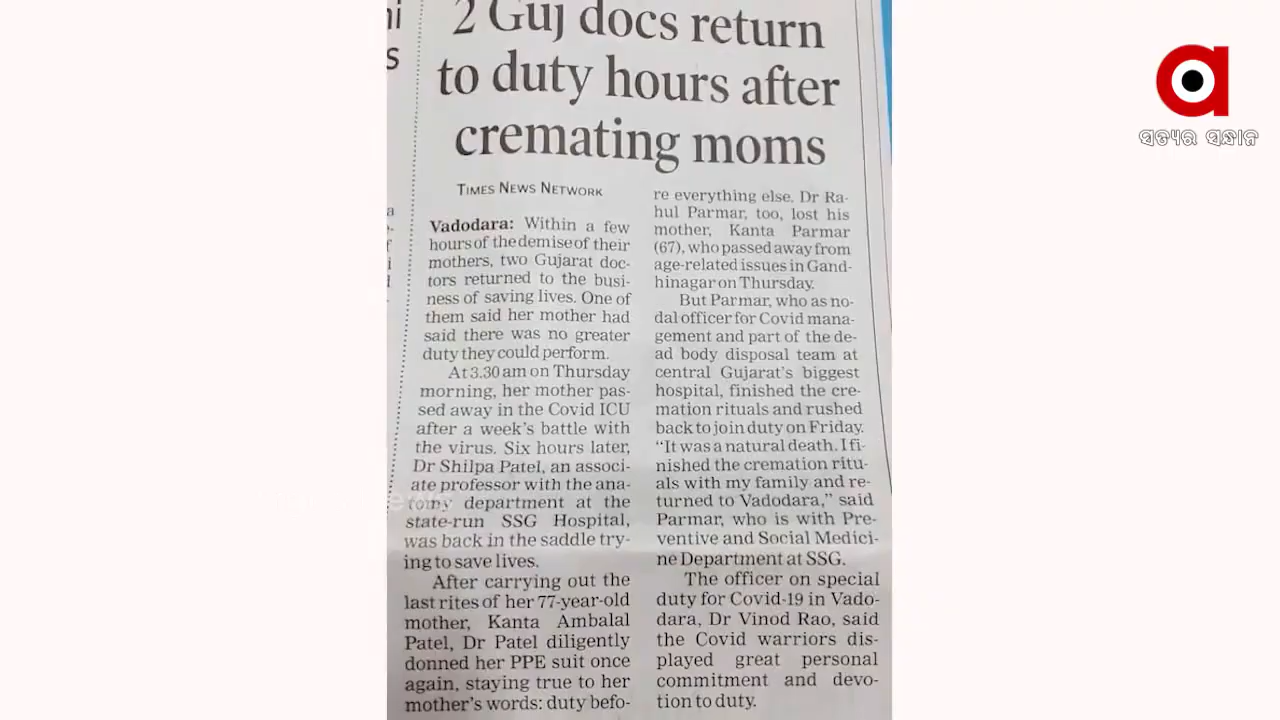 2 Guj docs return
to duty hours after
cremating moms
TIMES NEWS NETWORK
Vadodara: Within a few
hours of the demise of their
mothers, two Gujarat doc-
tors returned to the busi-
ness of saving lives. One of
them said her mother had
said there was no greater
duty they could perform.
At 3.30 am on Thursday
morning, her mother pas-
sed away in the Covid ICU
after a week's battle with
the virus. Six hours later,
Dr Shilpa Patel, an associ-
ate professor with the ana-
tomy department at the
state-run SSG Hospital,
was back in the saddle try-
ing to save lives.
After carrying out the
last rites of her 77-year-old
mother, Kanta Ambalal
Patel, Dr Patel diligently
donned her PPE suit once
again, staying true to her
mother's words: duty befo-
re everything else. Dr Ra-
hul Parmar, too, lost his
mother, Kanta Parmar
(67), who passed away from
age-related issues in Gand-
hinagar on Thursday.
But Parmar, who as no-
dal officer for Covid mana-
gement and part of the de-
ad body disposal team at
central Gujarat's biggest
hospital, finished the cre-
mation rituals and rushed
back to join duty on Friday.
"It was a natural death. I fi-
nished the cremation ritu-
als with my family and re-
turned to Vadodara," said
Parmar, who is with Pre-
ventive and Social Medici-
ne Department at SSG.
The officer on special
duty for Covid-19 in Vado-
dara, Dr Vinod Rao, said
the Covid warriors dis-
played great personal
commitment and devo-
tion to duty.
a
ସତ୍ୟର ସନ୍ଧାନ